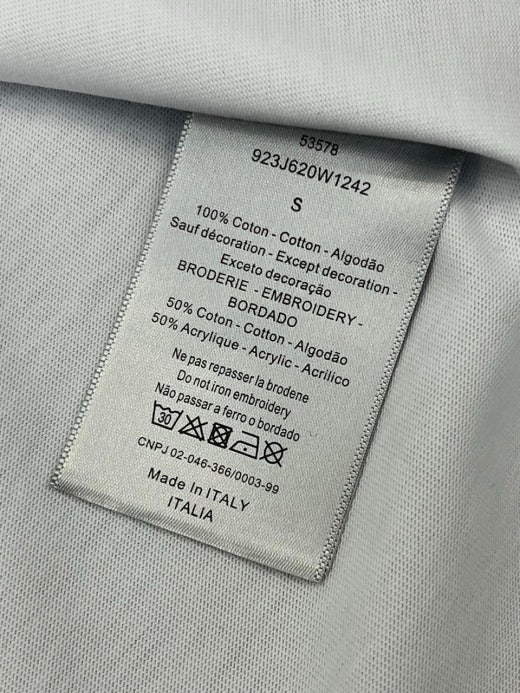 53578
923J620W1242
S
100% Coton - Cotton - Algodão
Sauf décoration - Except decoration -
Exceto decoração
BRODERIE - EMBROIDERY -
BORDADO
50% Coton - Cotton - Algodão
50% Acrylique - Acrylic - Acrilico
Ne pas repasser la brodene
Do not iron embroidery
Não passar a ferro o bordado
30
CNPJ 02-046-366/0003-99
Made In ITALY
ITALIA